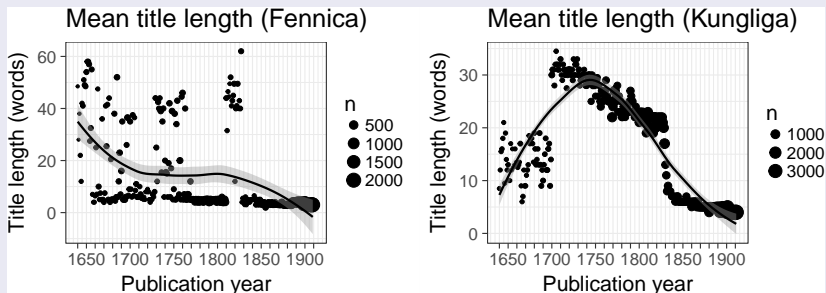 Mean title length (Fennica)
Title length (words)
60
40
20
0
1650 1700 1750 1800 1850 1900
Publication year
n
500
1000
1500
2000
Mean title length (Kungliga)
Title length (words)
30
20
10
0
1650 1700 1750 1800 1850 1900
Publication year
n
1000
2000
3000